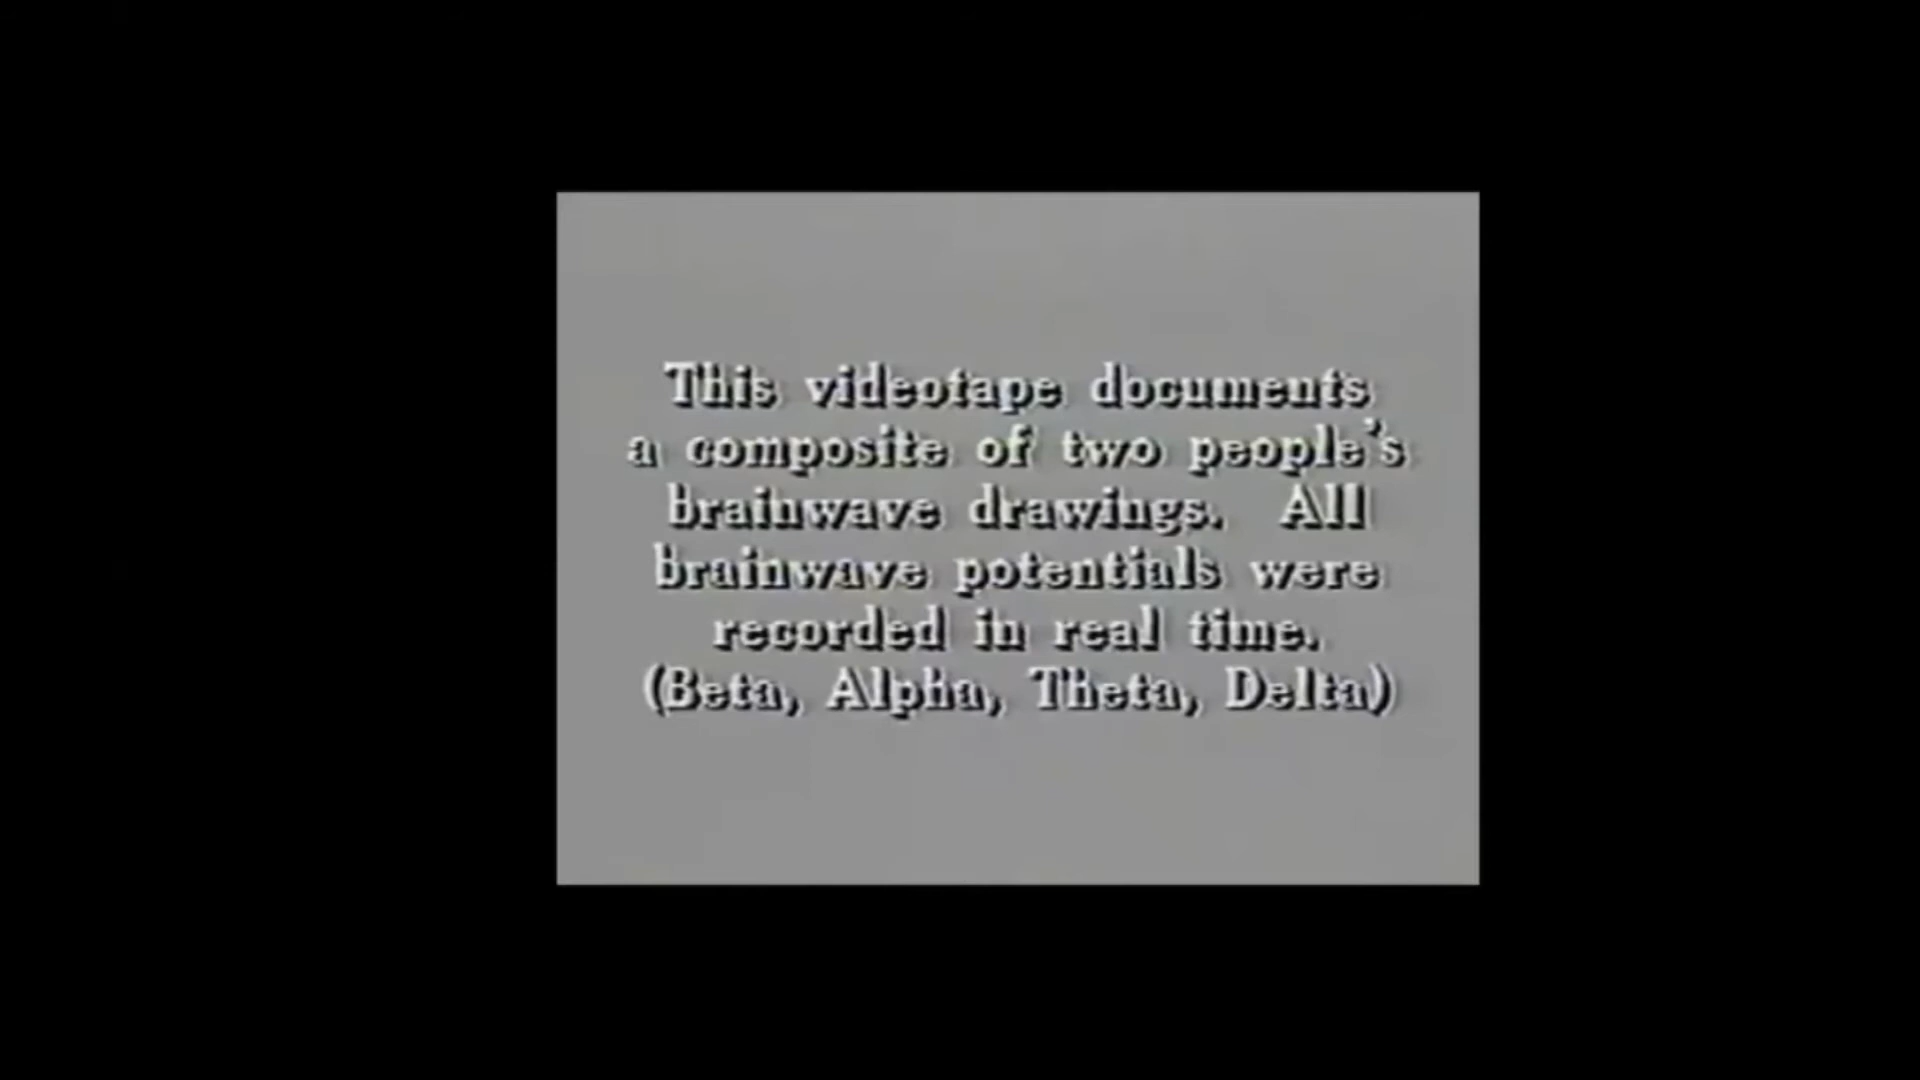 This videotape documents
a composite of two people's
brainwave drawings. All
brainwave potentials were
recorded in real time.
(Beta, Alpha, Theta, Delta)